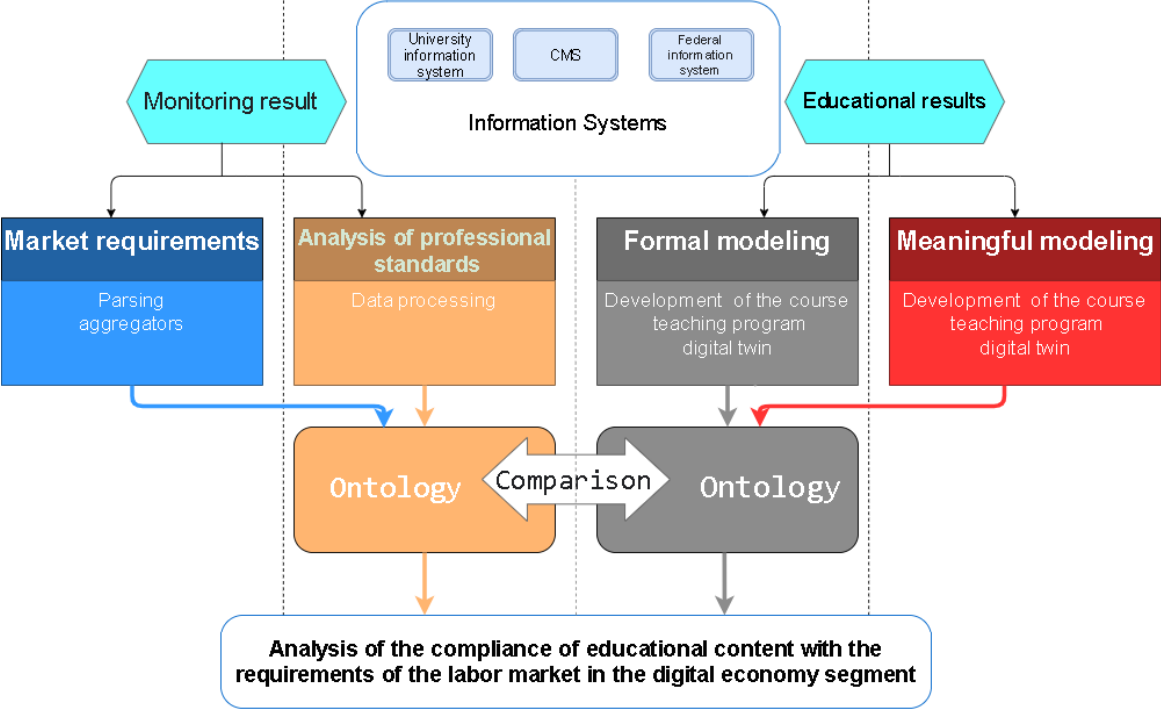 University
information
system
CMS
Federal
information
system
Information Systems
Monitoring result
Educational results
Market requirements
Parsing
aggregators
Analysis of professional
standards
Data processing
Formal modeling
Development of the course
teaching program
digital twin
Meaningful modeling
Development of the course
teaching program
digital twin
Ontology
Comparison
Ontology
Analysis of the compliance of educational content with the
requirements of the labor market in the digital economy segment